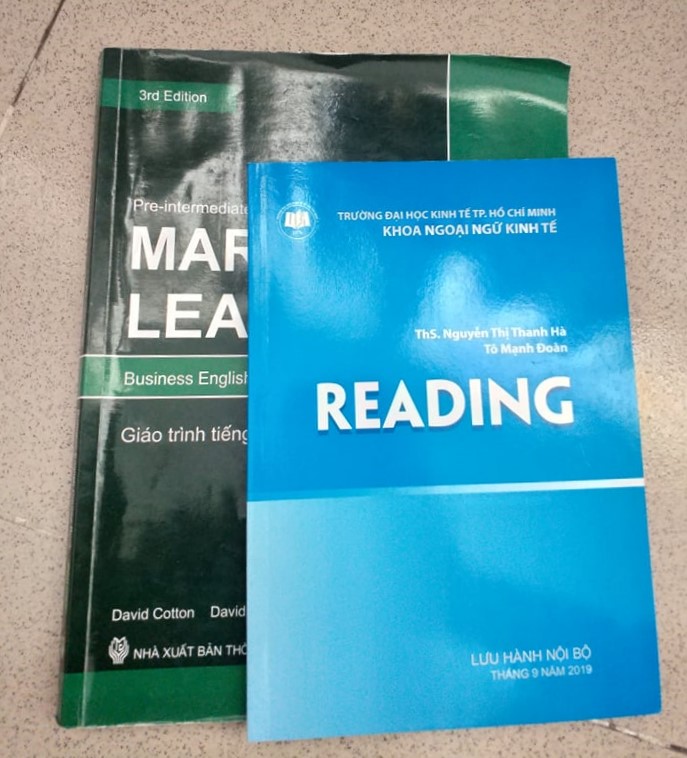 3rd Edition
Pre-intermediate
MAR
LEA
Business English
Giáo trình tiếng
David Cotton David
NHÀ XUẤT BẢN THÔ
TRƯỜNG ĐẠI HỌC KINH TẾ TP. HỒ CHÍ MINH
KHOA NGOẠI NGỮ KINH TẾ
ThS. Nguyễn Thị Thanh Hà
Tô Mạnh Đoàn
READING
LƯU HÀNH NỘI BỘ
THÁNG 9 NĂM 2019